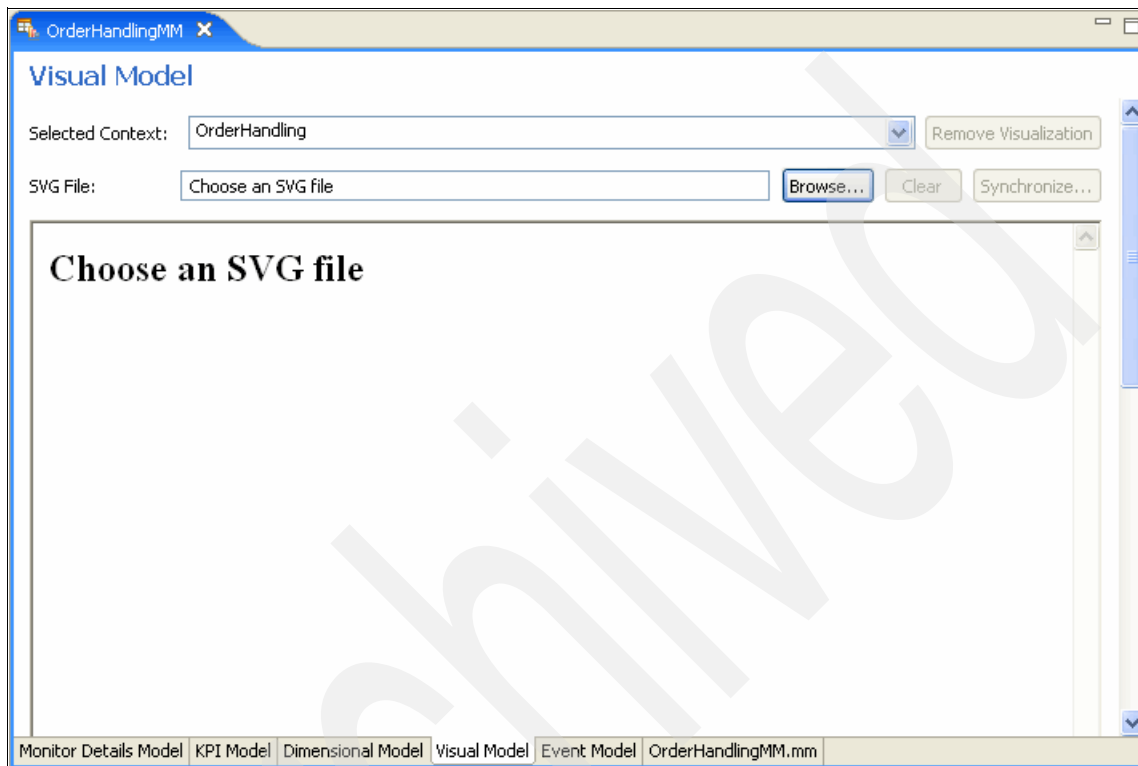 OrderHandlingMM
Visual Model
Selected Context: OrderHandling Remove Visualization
SVG File: Choose an SVG file Browse... Clear Synchronize...
Choose an SVG file
Monitor Details Model KPI Model Dimensional Model Visual Model Event Model OrderHandlingMM.mm
hived